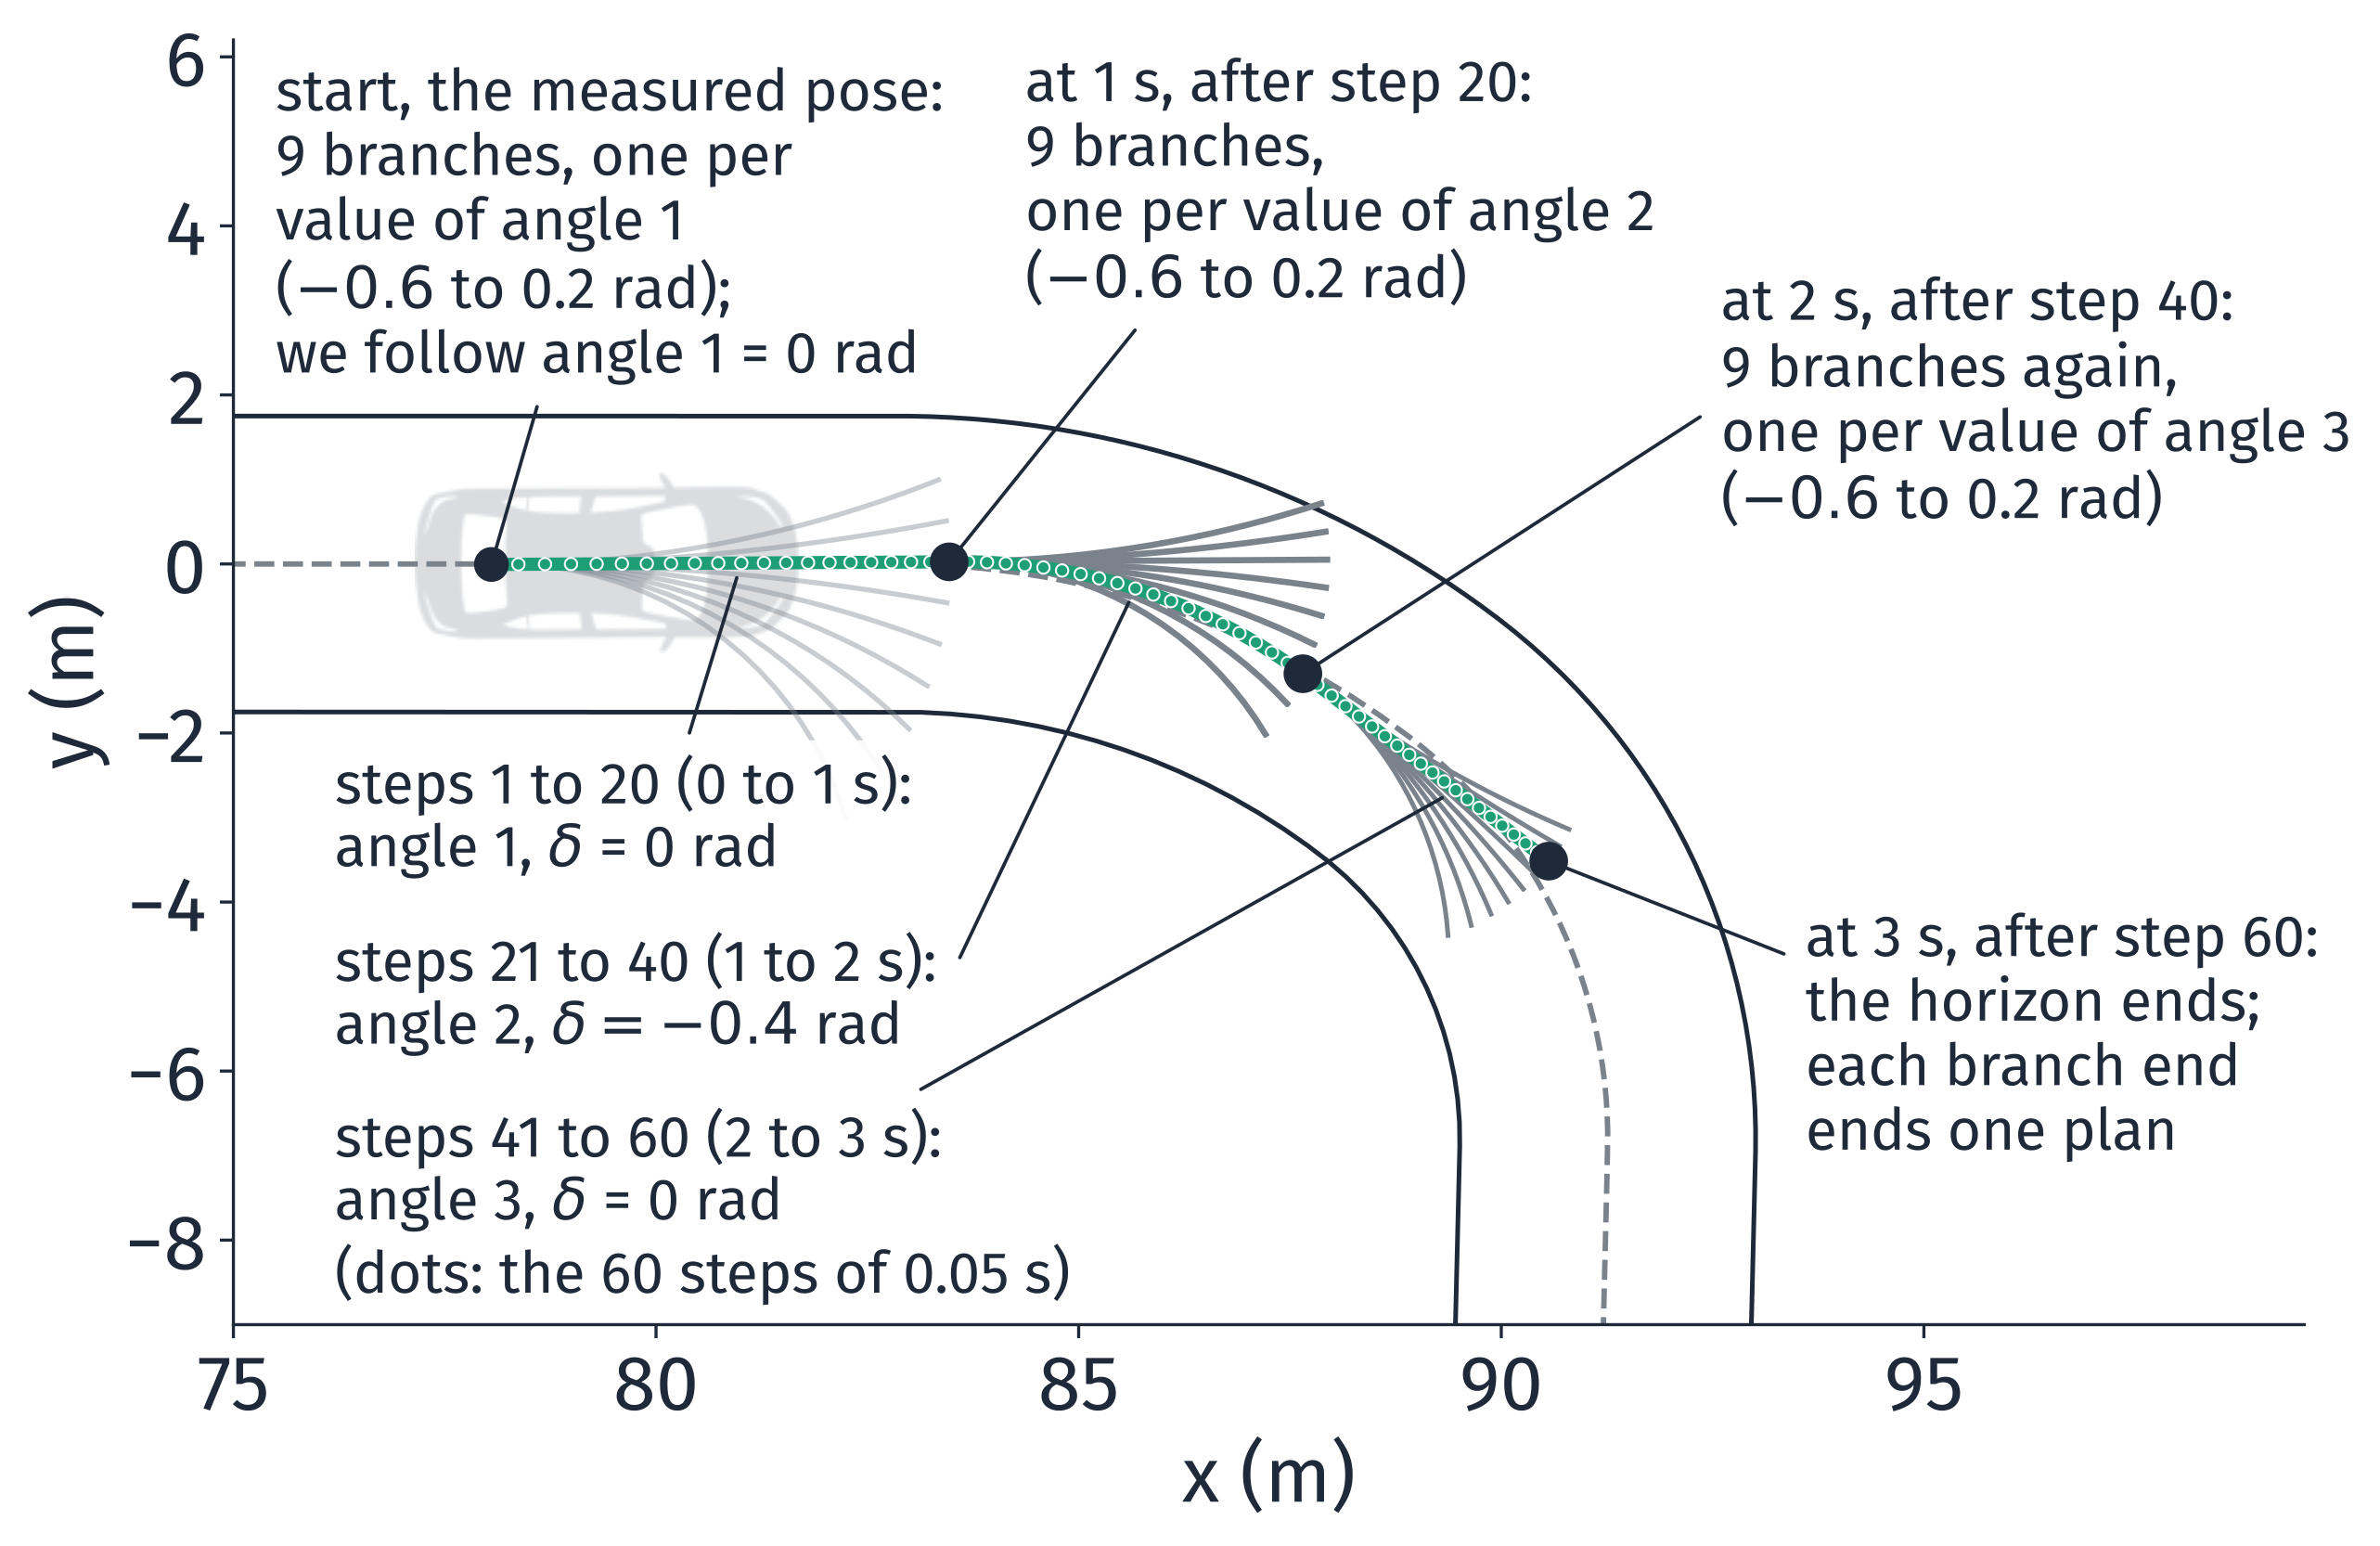 start, the measured pose:
9 branches, one per
value of angle 1
(−0.6 to 0.2 rad);
we follow angle 1 = 0 rad
at 1 s, after step 20:
9 branches,
one per value of angle 2
(−0.6 to 0.2 rad)
at 2 s, after step 40:
9 branches again,
one per value of angle 3
(−0.6 to 0.2 rad)
steps 1 to 20 (0 to 1 s):
angle 1, δ = 0 rad
steps 21 to 40 (1 to 2 s):
angle 2, δ = −0.4 rad
steps 41 to 60 (2 to 3 s):
angle 3, δ = 0 rad
(dots: the 60 steps of 0.05 s)
at 3 s, after step 60:
the horizon ends;
each branch end
ends one plan
y (m)
6
4
2
0
−2
−4
−6
−8
75 80 85 90 95
x (m)